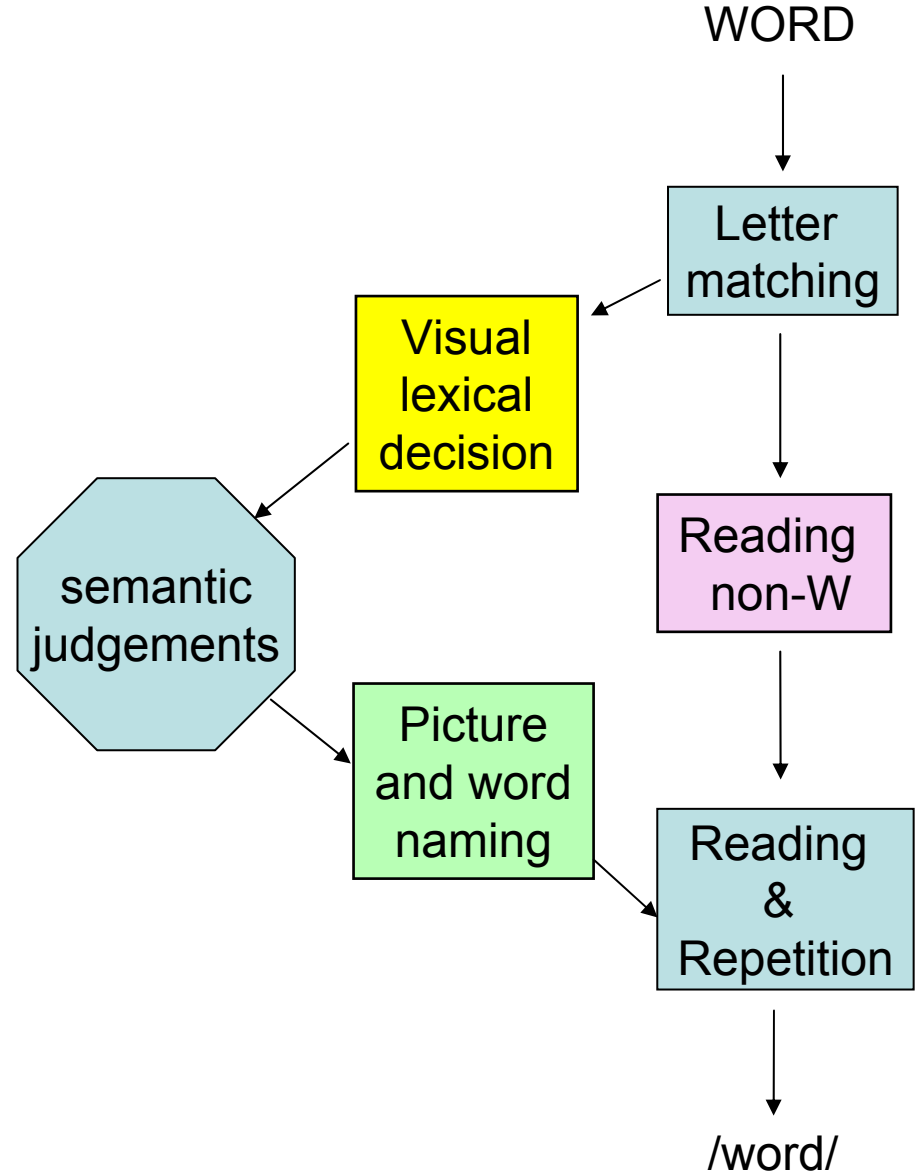 WORD
Letter
matching
Visual
lexical
decision
semantic
judgements
Reading
non-W
Picture
and word
naming
Reading
&
Repetition
/word/